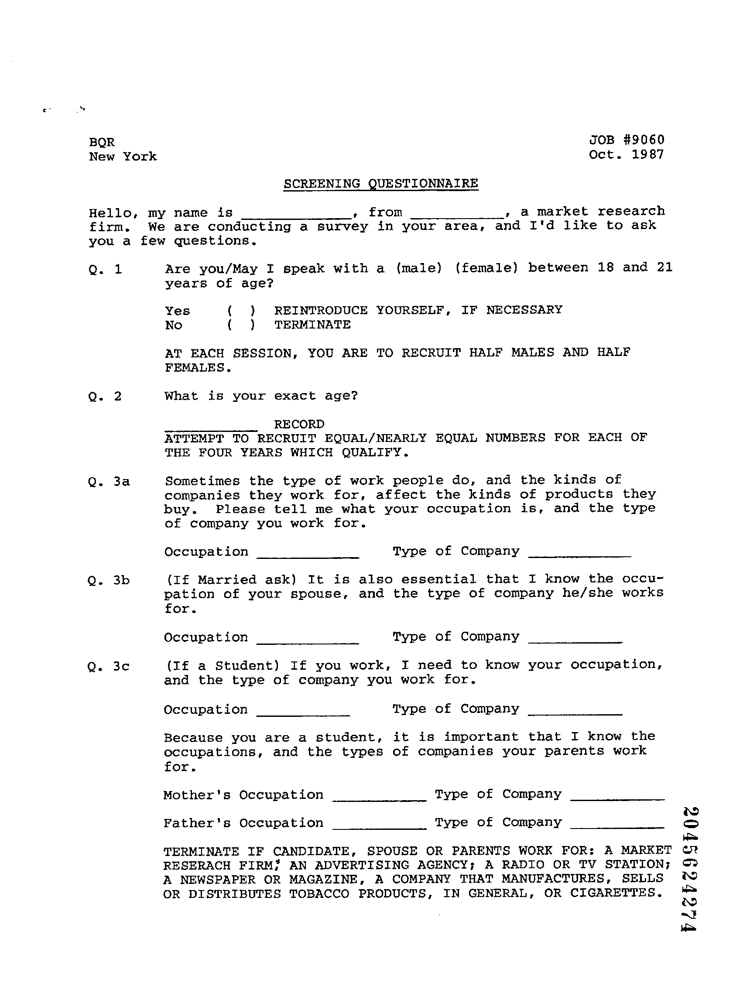 BQR JOB #9060
New York Oct. 1987
SCREENING QUESTIONNAIRE
Hello, my name is ____________, from __________, a market research
firm. We are conducting a survey in your area, and I'd like to ask
you a few questions.
Q. 1 Are you/May I speak with a (male) (female) between 18 and 21
years of age?
Yes ( ) REINTRODUCE YOURSELF, IF NECESSARY
No ( ) TERMINATE
AT EACH SESSION, YOU ARE TO RECRUIT HALF MALES AND HALF
FEMALES.
Q. 2 What is your exact age?
__________ RECORD
ATTEMPT TO RECRUIT EQUAL/NEARLY EQUAL NUMBERS FOR EACH OF
THE FOUR YEARS WHICH QUALIFY.
Q. 3a Sometimes the type of work people do, and the kinds of
companies they work for, affect the kinds of products they
buy. Please tell me what your occupation is, and the type
of company you work for.
Occupation ___________ Type of Company ___________
Q. 3b (If Married ask) It is also essential that I know the occu-
pation of your spouse, and the type of company he/she works
for.
Occupation ___________ Type of Company __________
Q. 3c (If a Student) If you work, I need to know your occupation,
and the type of company you work for.
Occupation __________ Type of Company __________
Because you are a student, it is important that I know the
occupations, and the types of companies your parents work
for.
Mother's Occupation __________ Type of Company __________
Father's Occupation __________ Type of Company __________
TERMINATE IF CANDIDATE, SPOUSE OR PARENTS WORK FOR: A MARKET
RESERACH FIRM; AN ADVERTISING AGENCY; A RADIO OR TV STATION;
A NEWSPAPER OR MAGAZINE, A COMPANY THAT MANUFACTURES, SELLS
OR DISTRIBUTES TOBACCO PRODUCTS, IN GENERAL, OR CIGARETTES.
2045624274